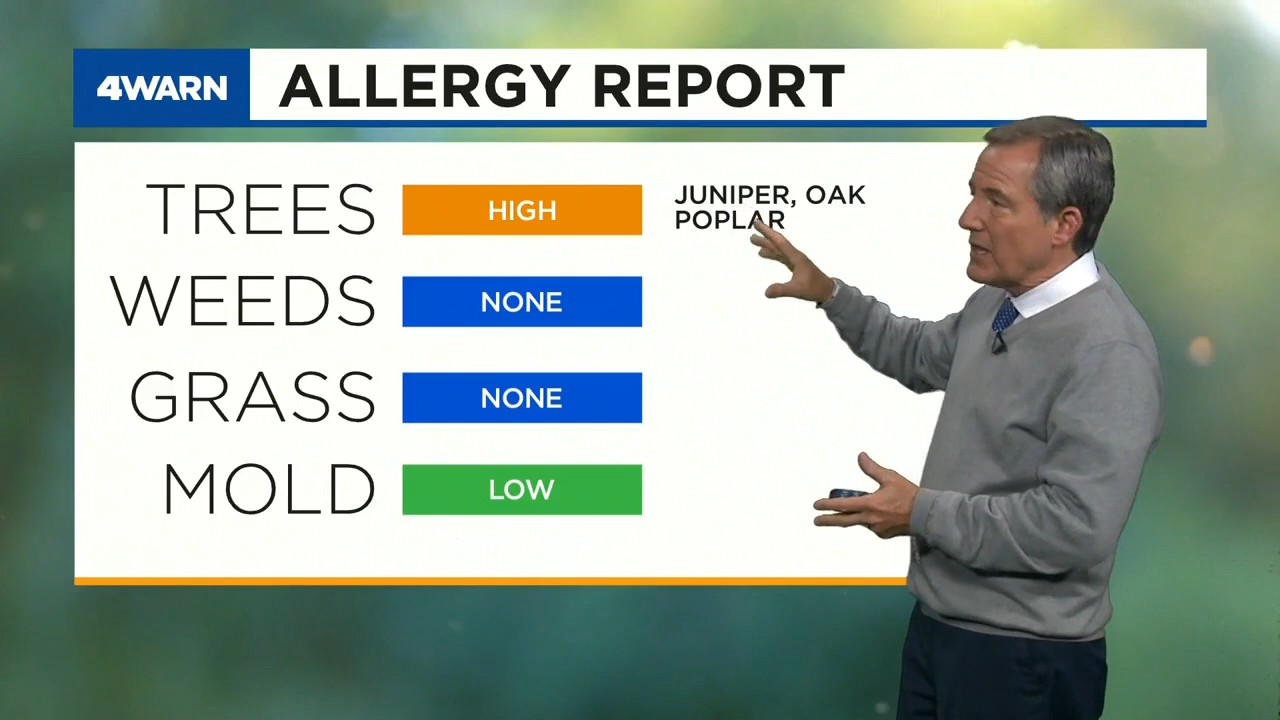 4WARN
ALLERGY REPORT
TREES HIGH JUNIPER, OAK
POPLAR
WEEDS NONE
GRASS NONE
MOLD LOW